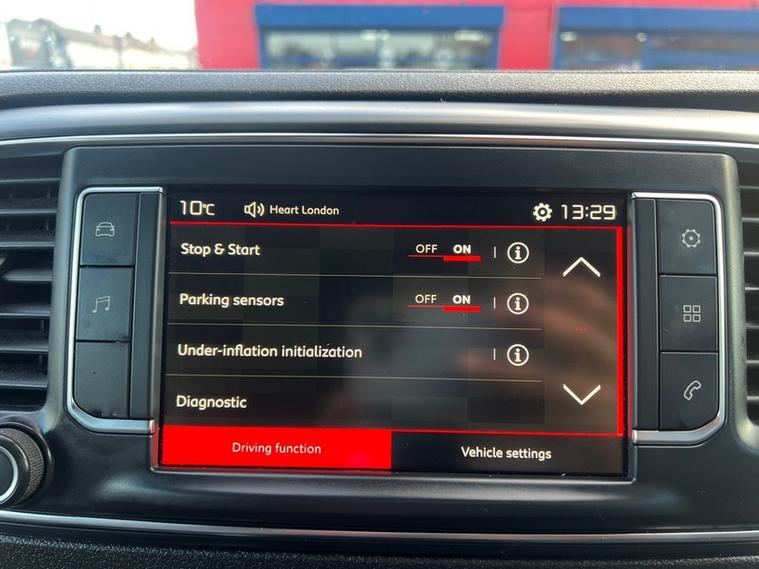 10°C Heart London 13:29
Stop & Start OFF ON
Parking sensors OFF ON
Under-inflation initialization
Diagnostic
Driving function Vehicle settings